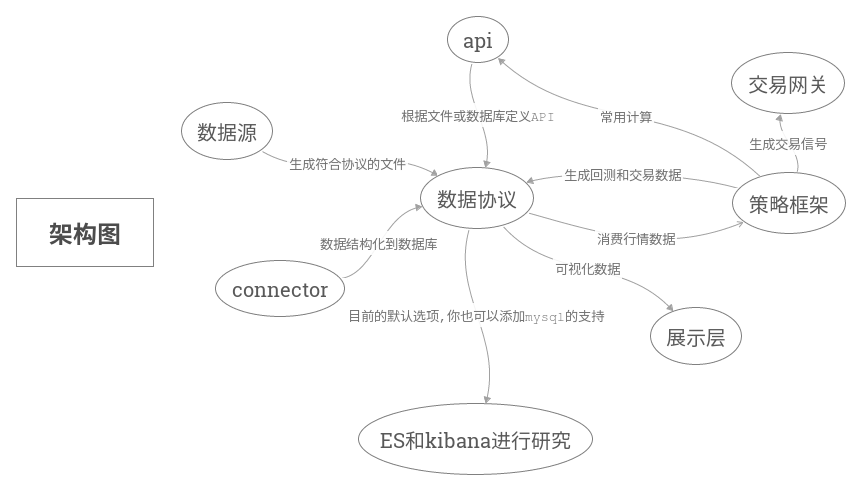 api
交易网关
根据文件或数据库定义API
常用计算
数据源
生成交易信号
生成符合协议的文件
生成回测和交易数据
数据协议
策略框架
架构图
数据结构化到数据库
消费行情数据
可视化数据
connector
目前的默认选项,你也可以添加mysql的支持
展示层
ES和kibana进行研究